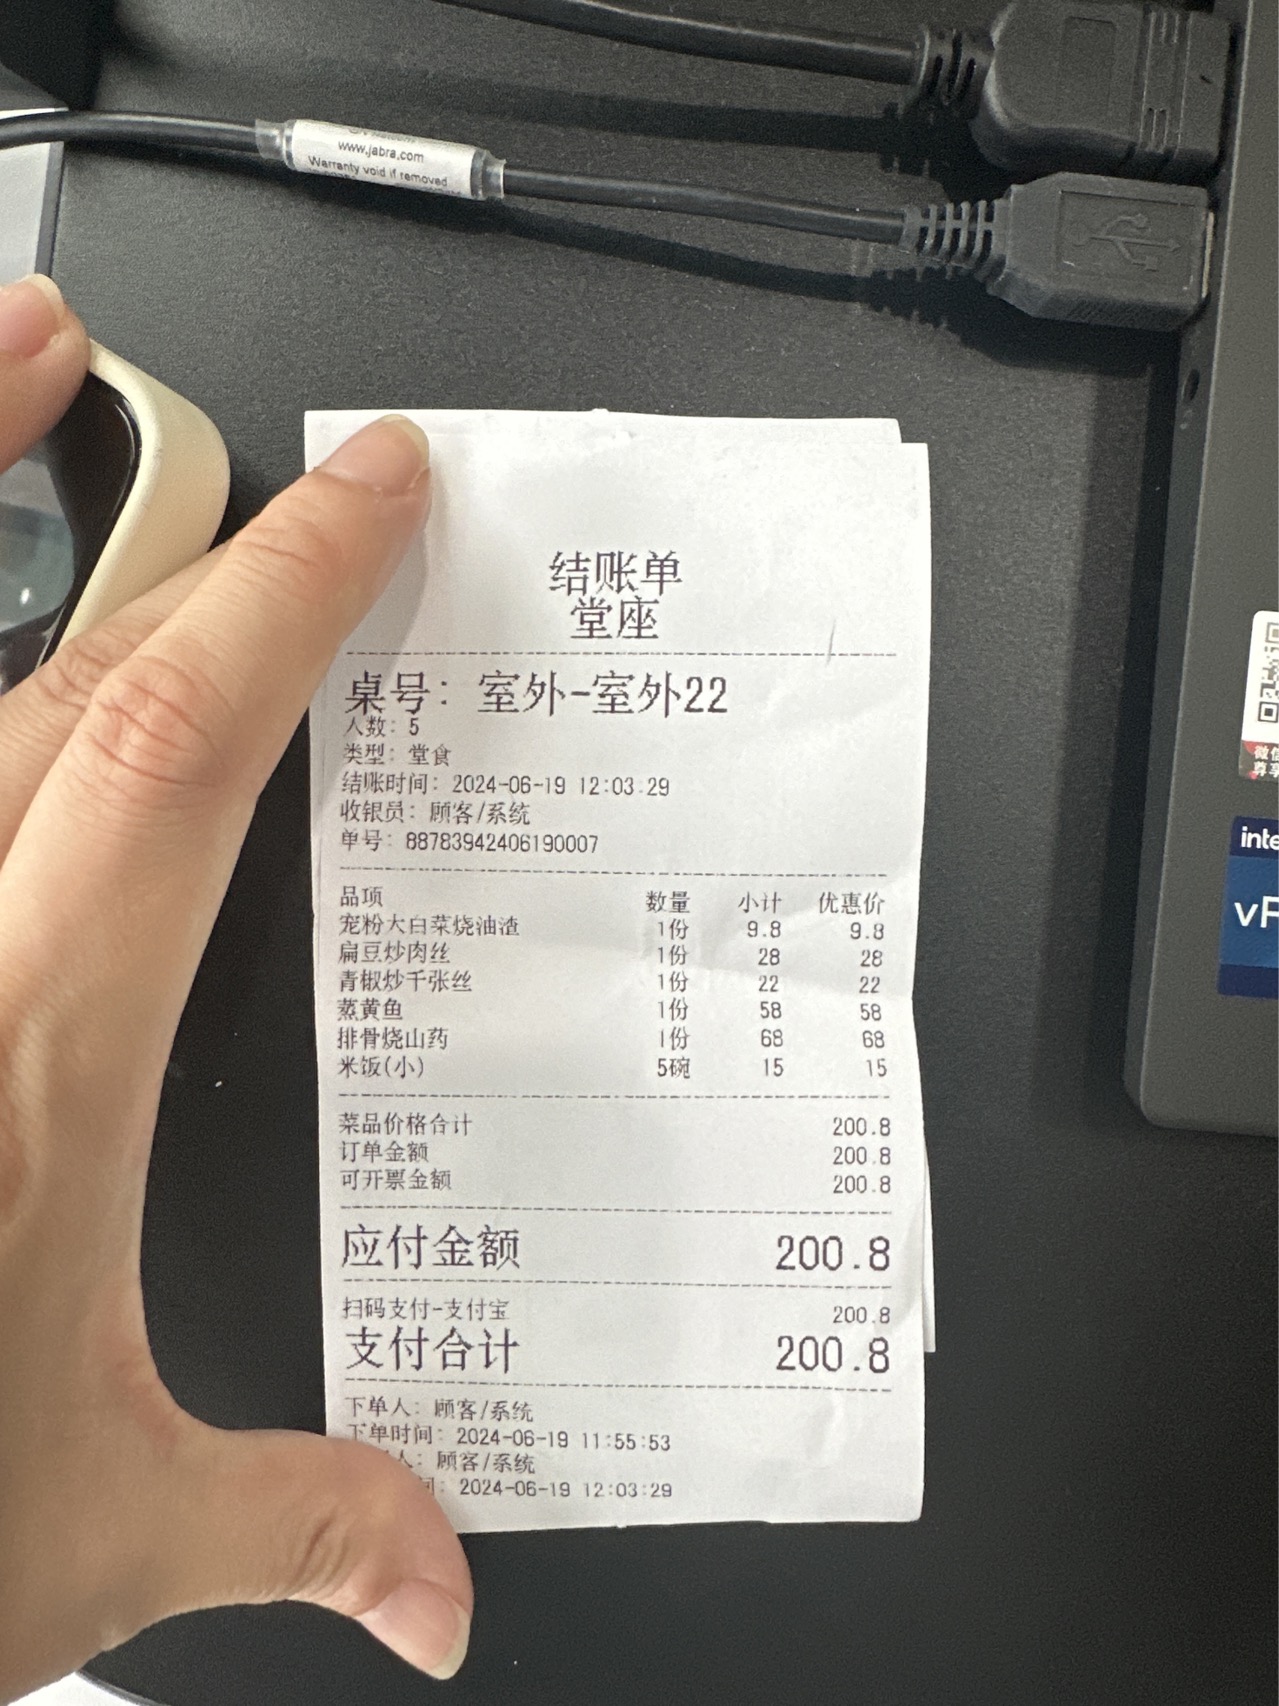 www.jabra.com
Warranty void if removed
结账单
堂座
桌号: 室外-室外22
人数: 5
类型: 堂食
结账时间: 2024-06-19 12:03:29
收银员: 顾客/系统
单号: 88783942406190007
品项 数量 小计 优惠价
宠粉大白菜烧油渣 1份 9.8 9.8
扁豆炒肉丝 1份 28 28
青椒炒千张丝 1份 22 22
蒸黄鱼 1份 58 58
排骨烧山药 1份 68 68
米饭(小) 5碗 15 15
菜品价格合计 200.8
订单金额 200.8
可开票金额 200.8
应付金额 200.8
扫码支付-支付宝 200.8
支付合计 200.8
下单人: 顾客/系统
下单时间: 2024-06-19 11:55:53
人: 顾客/系统
间: 2024-06-19 12:03:29
微信
尊享
inte
vP